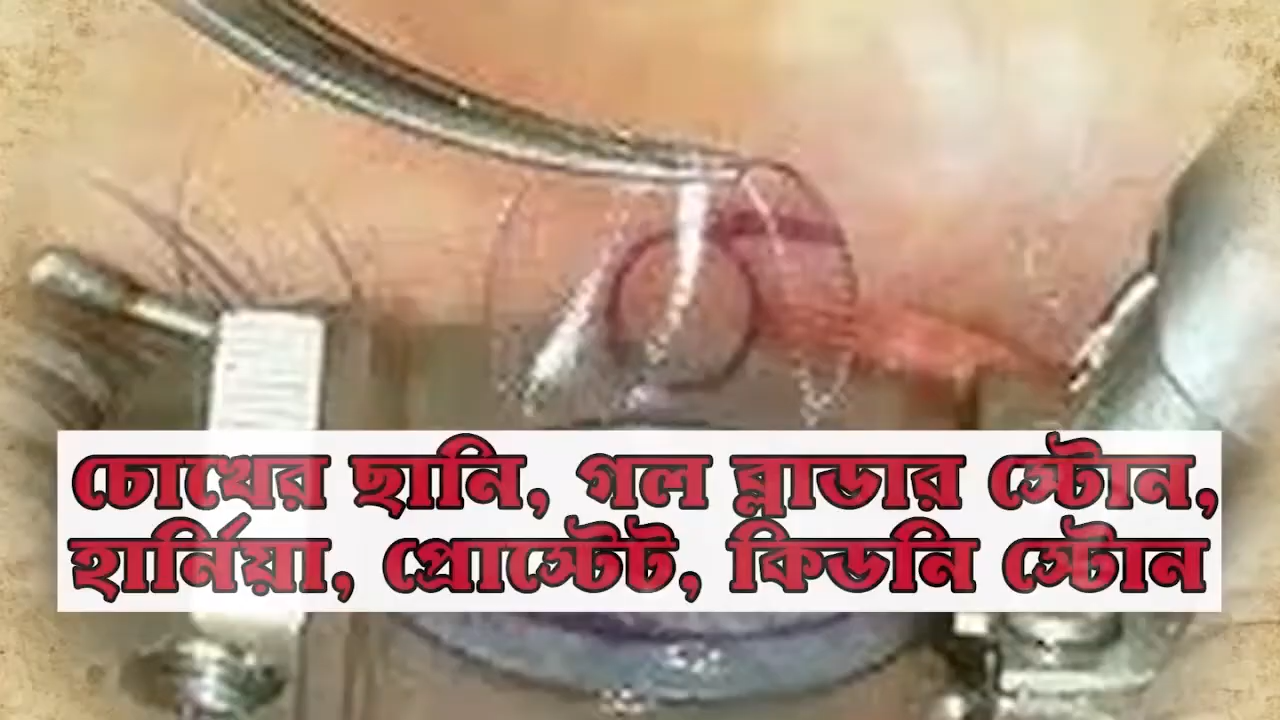 চোখের ছানি, গল ব্লাডার স্টোন,
হার্নিয়া, প্রোস্টেট, কিডনি স্টোন